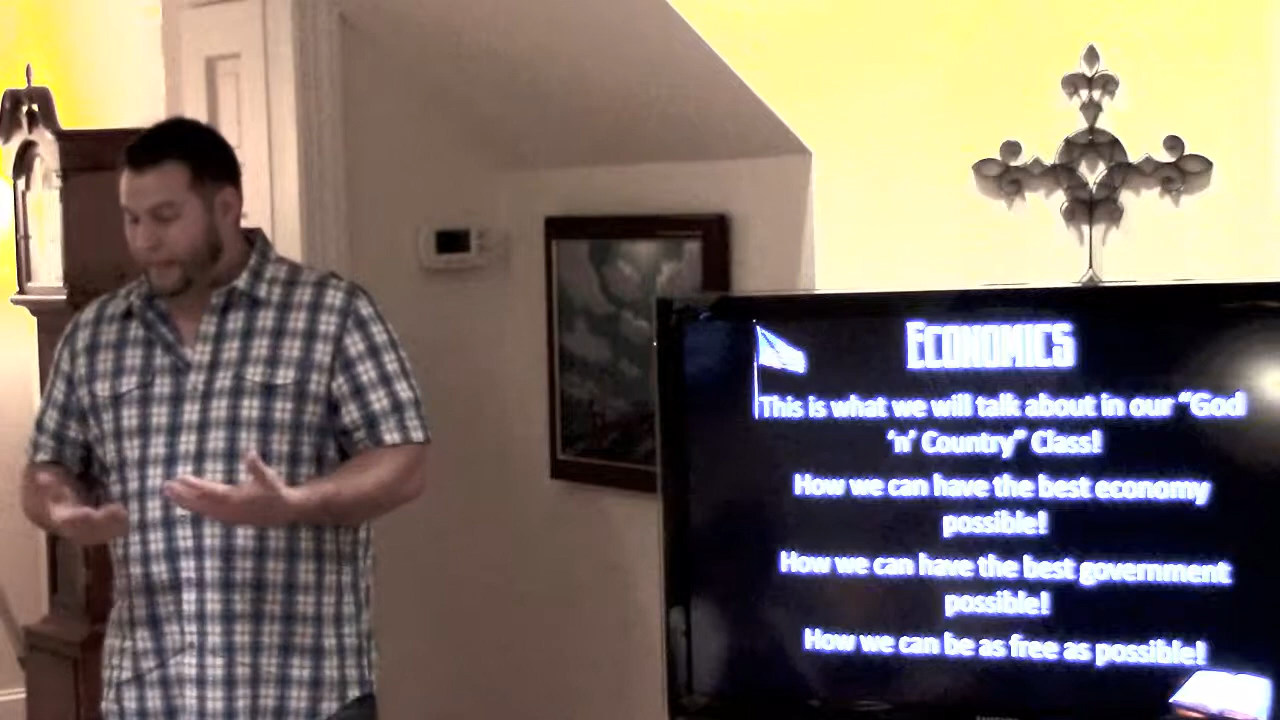 ECONOMICS
This is what we will talk about in our “God
‘n’ Country” Class!
How we can have the best economy
possible!
How we can have the best government
possible!
How we can be as free as possible!